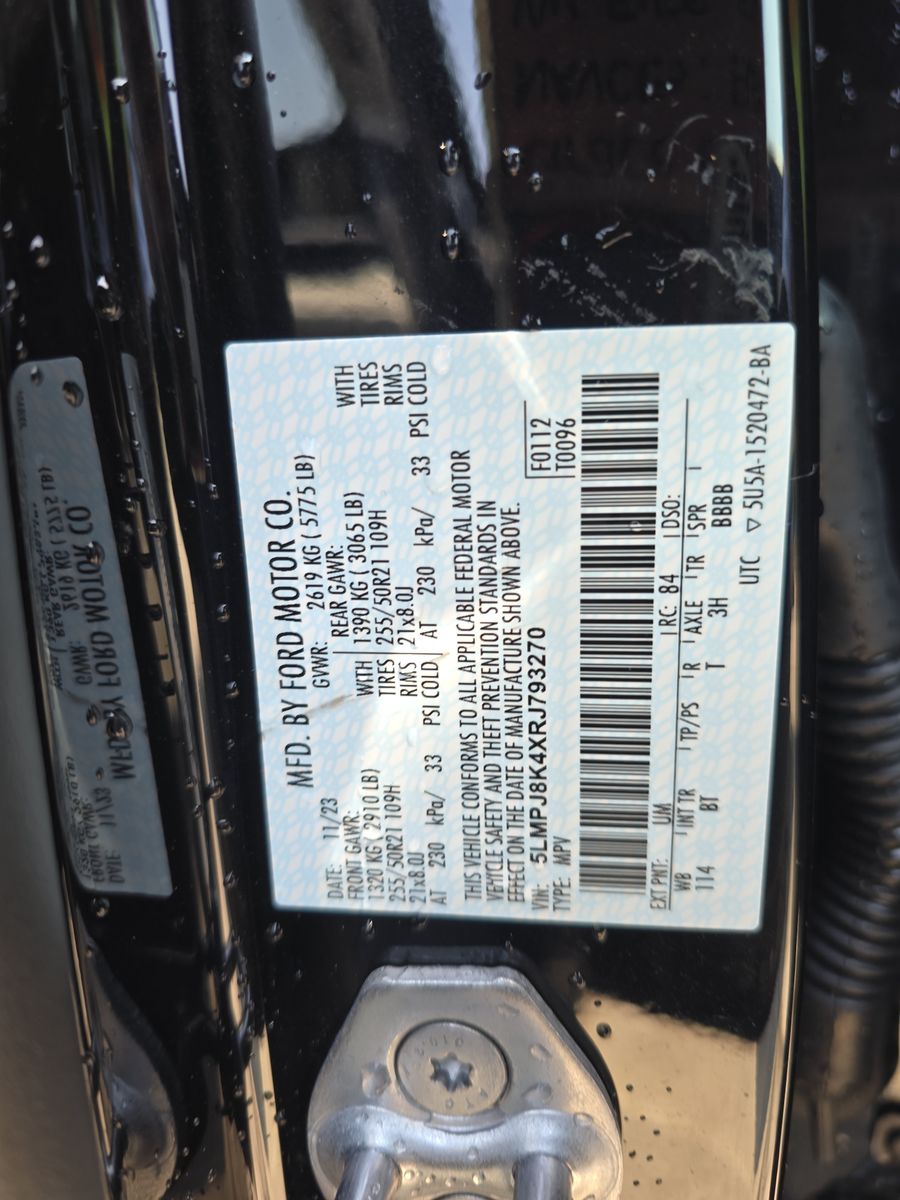 MFD. BY FORD MOTOR CO.
DATE: 11/23 GVWR: 2619 KG ( 5775 LB)
FRONT GAWR: REAR GAWR:
1320 KG ( 2910 LB) WITH 1390 KG ( 3065 LB) WITH
255/50R21 109H TIRES 255/50R21 109H TIRES
21x8.0J RIMS 21x8.0J RIMS
AT 230 kPa/ 33 PSI COLD AT 230 kPa/ 33 PSI COLD
THIS VEHICLE CONFORMS TO ALL APPLICABLE FEDERAL MOTOR
VEHICLE SAFETY AND THEFT PREVENTION STANDARDS IN
EFFECT ON THE DATE OF MANUFACTURE SHOWN ABOVE.
VIN: 5LMPJ8K4XRJ793270 F0112
TYPE: MPV T0096
EXT PNT: UM RC: 84 DSO:
WB INT TR TP/PS R AXLE TR SPR
114 BT T 3H BBBB
UTC ▽ 5U5A-1520472-BA